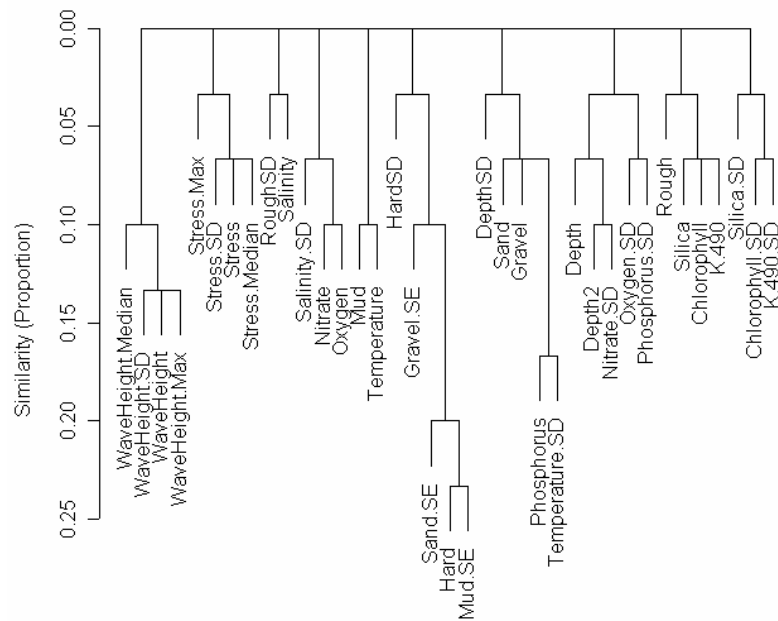 Similarity (Proportion)
0.00
0.05
0.10
0.15
0.20
0.25
WaveHeight.Median
WaveHeight.SD
WaveHeight
WaveHeight.Max
Stress.Max
Stress.SD
Stress
Stress.Median
RoughSD
Salinity
Salinity.SD
Nitrate
Oxygen
Mud
Temperature
HardSD
Gravel.SE
Sand.SE
Hard
Mud.SE
DepthSD
Sand
Gravel
Phosphorus
Temperature.SD
Depth
Depth2
Nitrate.SD
Oxygen.SD
Phosphorus.SD
Rough
Silica
Chlorophyll
K.490
Silica.SD
Chlorophyll.SD
K.490.SD